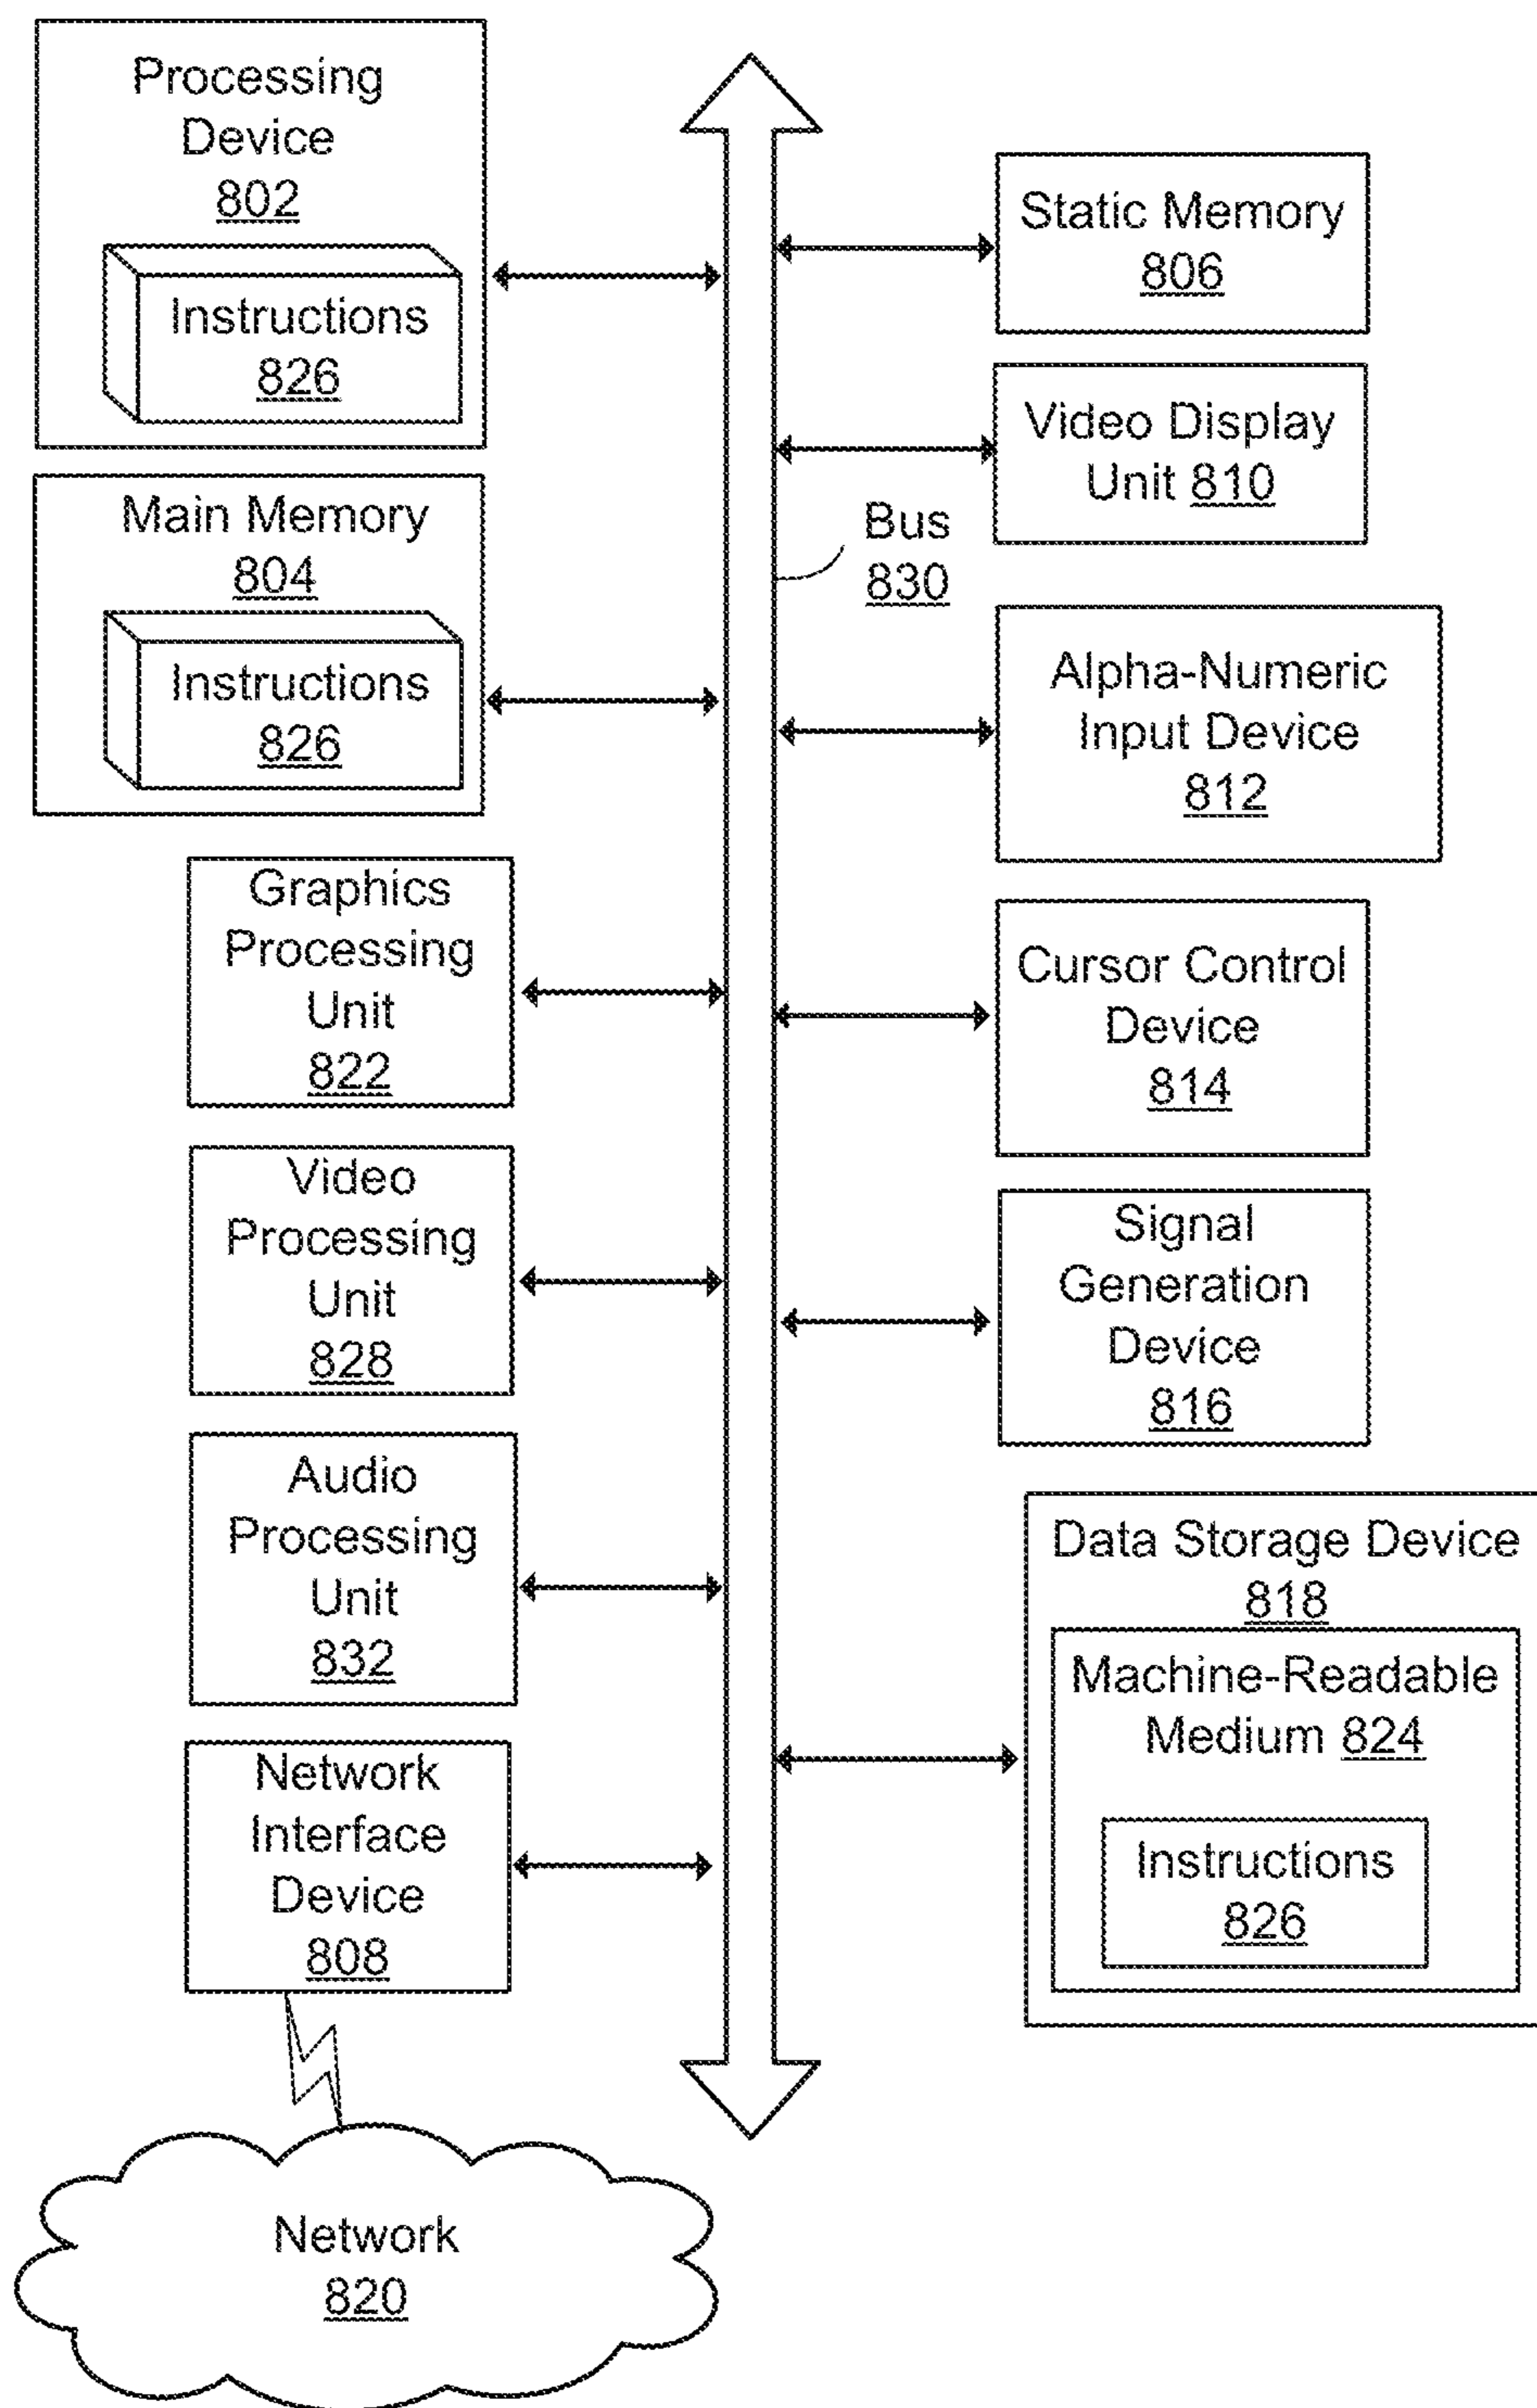 Processing
Device
802
Instructions
826
Main Memory
804
Instructions
826
Graphics
Processing
Unit
822
Video
Processing
Unit
828
Audio
Processing
Unit
832
Network
Interface
Device
808
Network
820
Bus
830
Static Memory
806
Video Display
Unit 810
Alpha-Numeric
Input Device
812
Cursor Control
Device
814
Signal
Generation
Device
816
Data Storage Device
818
Machine-Readable
Medium 824
Instructions
826